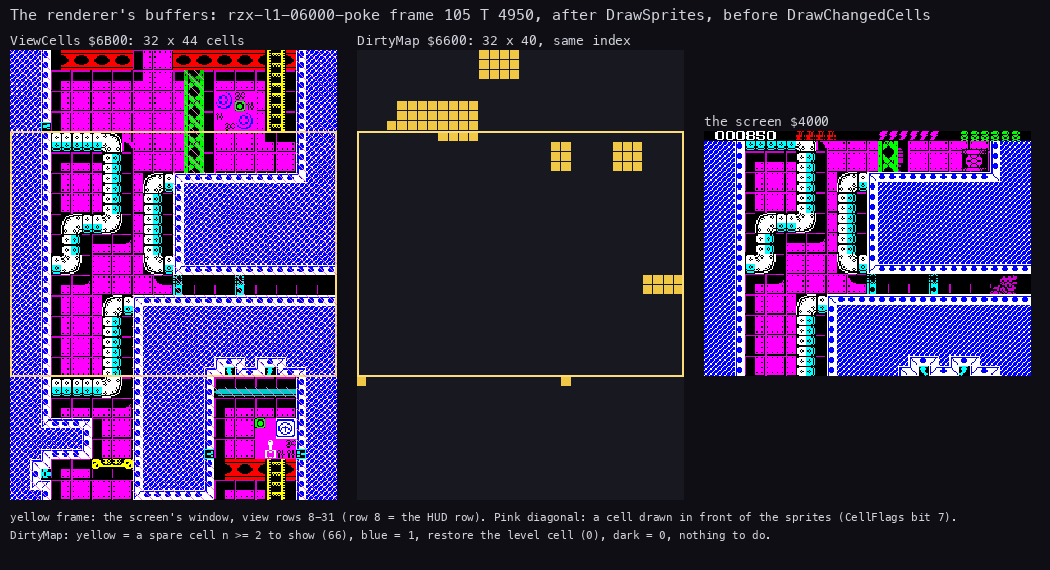 The renderer's buffers: rzx-l1-06000-poke frame 105 T 4950, after DrawSprites, before DrawChangedCells
ViewCells $6B00: 32 x 44 cells
DirtyMap $6600: 32 x 40, same index
the screen $4000
000850
yellow frame: the screen's window, view rows 8-31 (row 8 = the HUD row). Pink diagonal: a cell drawn in front of the sprites (CellFlags bit 7).
DirtyMap: yellow = a spare cell n >= 2 to show (66), blue = 1, restore the level cell (0), dark = 0, nothing to do.